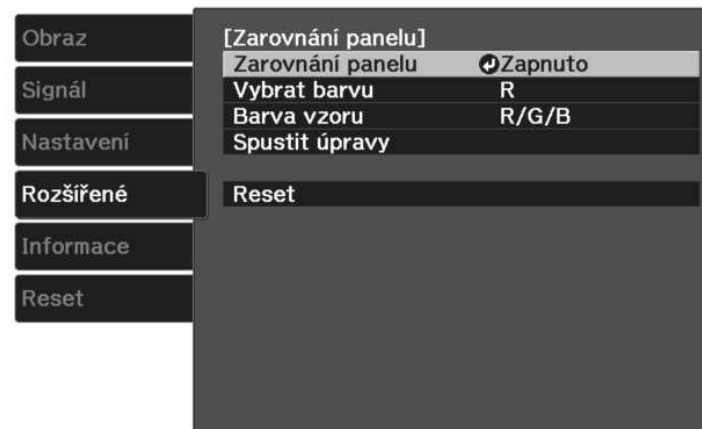 Obraz
Signál
Nastavení
Rozšířené
Informace
Reset
[Zarovnání panelu]
Zarovnání panelu Zapnuto
Vybrat barvu R
Barva vzoru R/G/B
Spustit úpravy
Reset